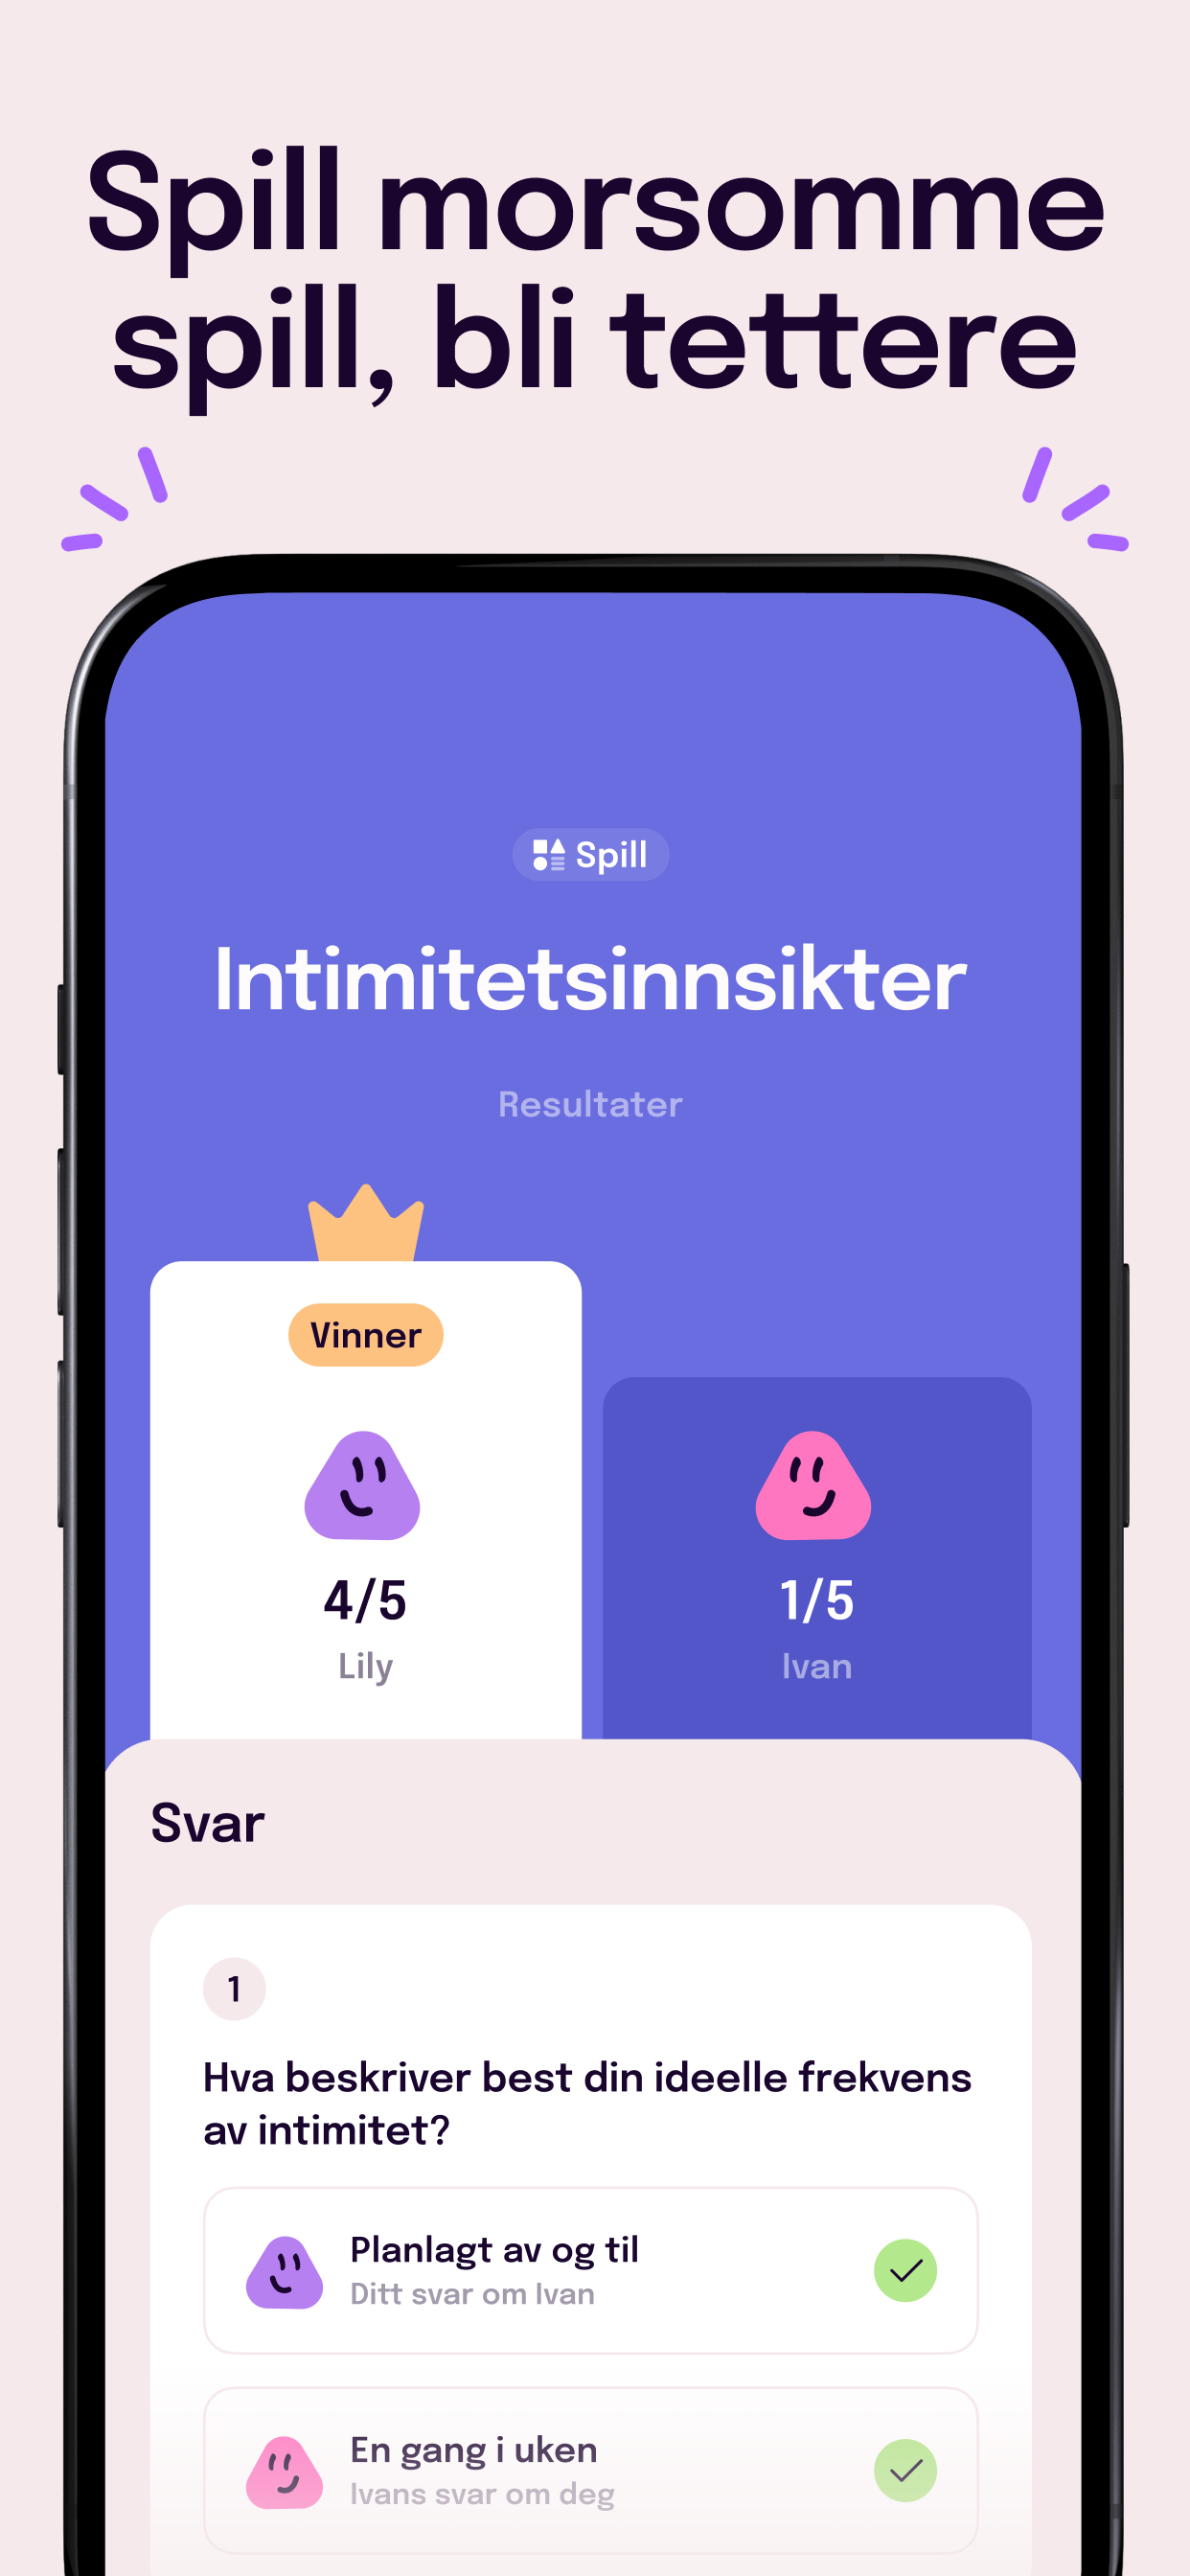 Spill morsomme
spill, bli tettere
Spill
Intimitetsinnsikter
Resultater
Vinner
4/5
Lily
1/5
Ivan
Svar
1
Hva beskriver best din ideelle frekvens
av intimitet?
Planlagt av og til
Ditt svar om Ivan
En gang i uken
Ivans svar om deg